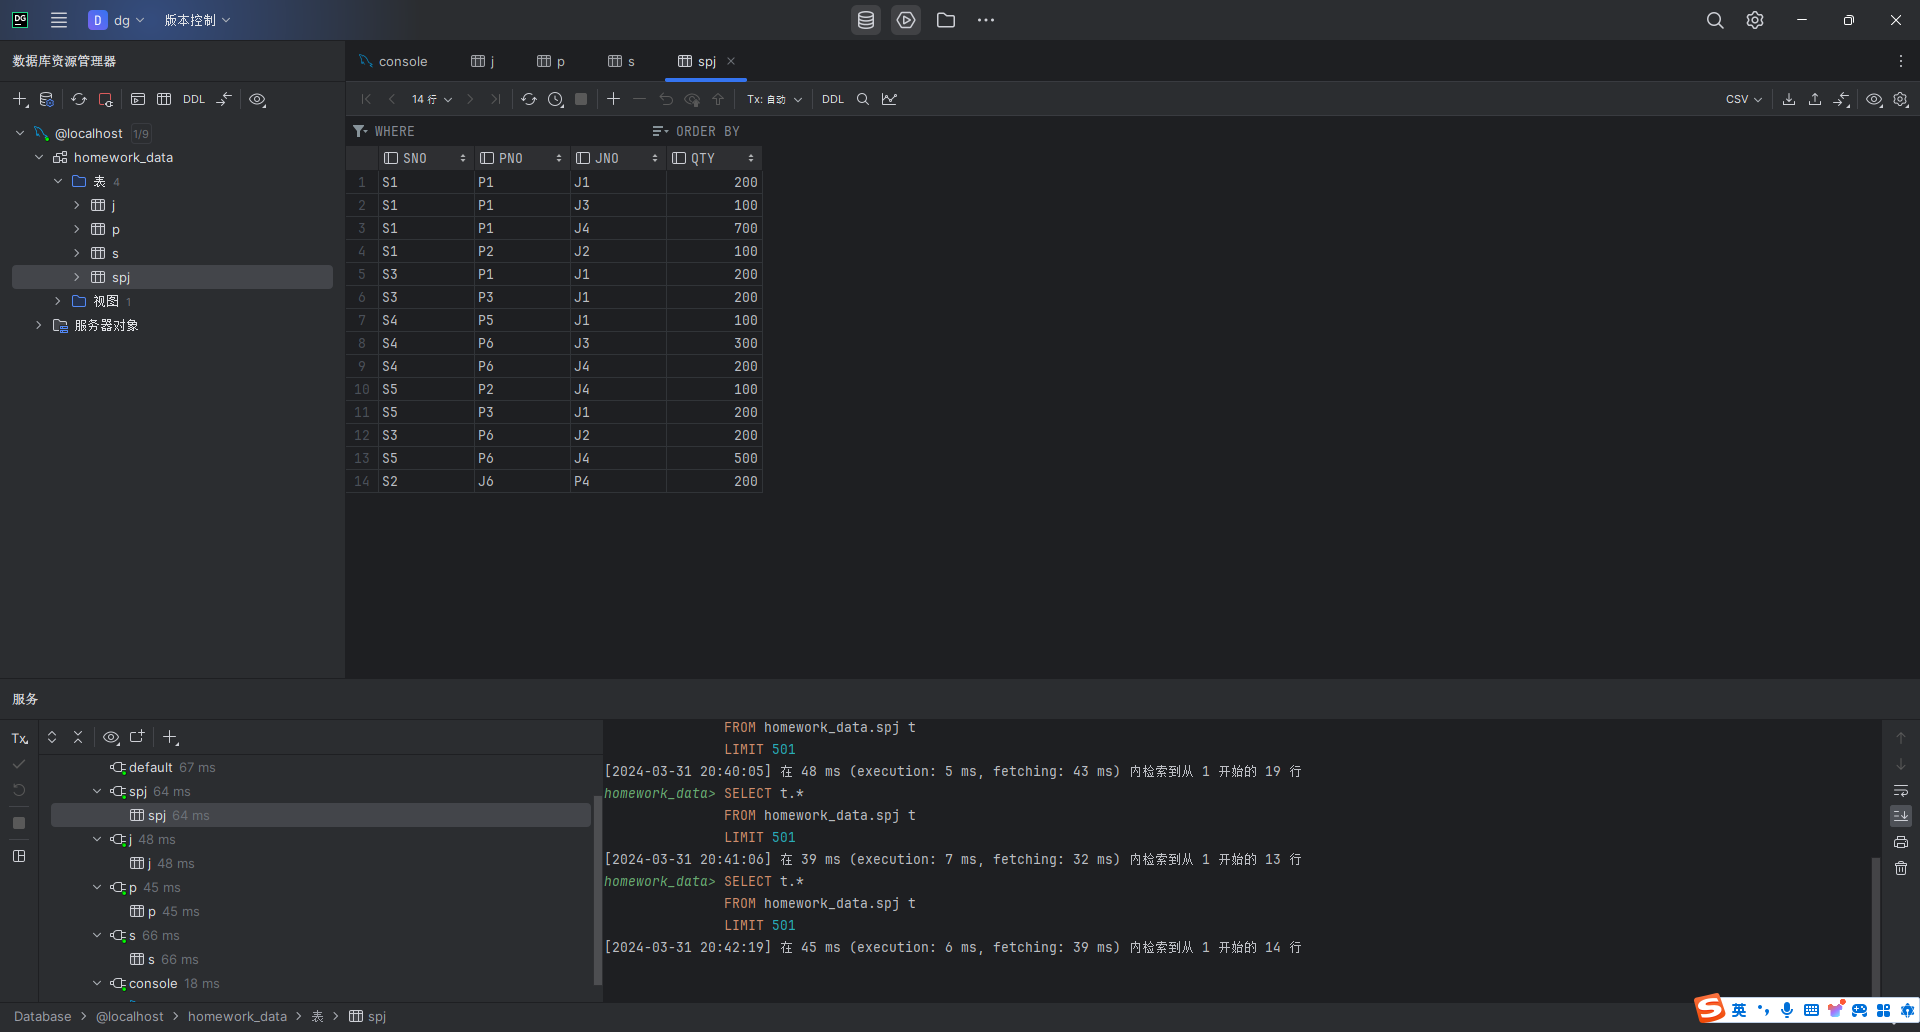 DG D dg 版本控制
数据库资源管理器
console j p s spj
DDL 14 行 Tx: 自动 DDL CSV
@localhost 1/9
homework_data
表 4
j
p
s
spj
视图 1
服务器对象
WHERE ORDER BY
SNO PNO JNO QTY
1 S1 P1 J1 200
2 S1 P1 J3 100
3 S1 P1 J4 700
4 S1 P2 J2 100
5 S3 P1 J1 200
6 S3 P3 J1 200
7 S4 P5 J1 100
8 S4 P6 J3 300
9 S4 P6 J4 200
10 S5 P2 J4 100
11 S5 P3 J1 200
12 S3 P6 J2 200
13 S5 P6 J4 500
14 S2 J6 P4 200
服务
Tx
default 67 ms
spj 64 ms
spj 64 ms
j 48 ms
j 48 ms
p 45 ms
p 45 ms
s 66 ms
s 66 ms
console 18 ms
FROM homework_data.spj t
LIMIT 501
[2024-03-31 20:40:05] 在 48 ms (execution: 5 ms, fetching: 43 ms) 内检索到从 1 开始的 19 行
homework_data> SELECT t.*
FROM homework_data.spj t
LIMIT 501
[2024-03-31 20:41:06] 在 39 ms (execution: 7 ms, fetching: 32 ms) 内检索到从 1 开始的 13 行
homework_data> SELECT t.*
FROM homework_data.spj t
LIMIT 501
[2024-03-31 20:42:19] 在 45 ms (execution: 6 ms, fetching: 39 ms) 内检索到从 1 开始的 14 行
Database > @localhost > homework_data > 表 > spj
S 英